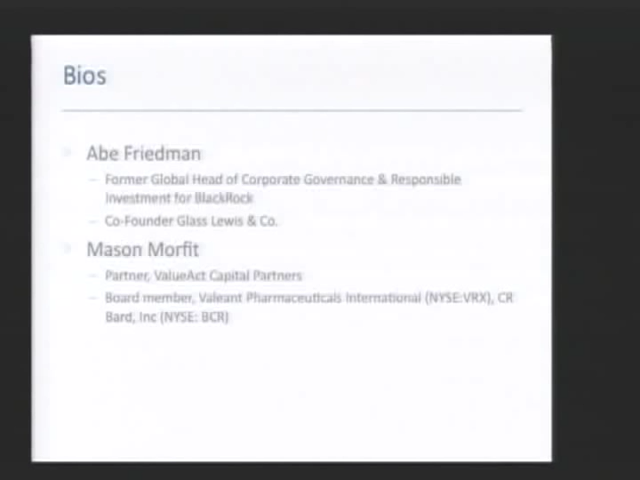 Bios
Abe Friedman
– Former Global Head of Corporate Governance & Responsible
Investment for BlackRock
– Co-Founder Glass Lewis & Co.
Mason Morfit
– Partner, ValueAct Capital Partners
– Board member, Valeant Pharmaceuticals International (NYSE:VRX), CR
Bard, Inc (NYSE: BCR)